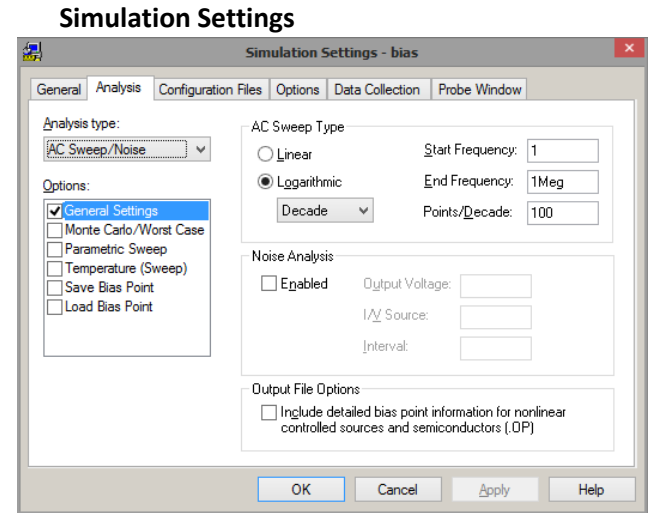 Simulation Settings
Simulation Settings - bias
General Analysis Configuration Files Options Data Collection Probe Window
Analysis type:
AC Sweep/Noise
Options:
General Settings
Monte Carlo/Worst Case
Parametric Sweep
Temperature (Sweep)
Save Bias Point
Load Bias Point
AC Sweep Type
Linear
Logarithmic
Decade
Start Frequency: 1
End Frequency: 1Meg
Points/Decade: 100
Noise Analysis
Enabled
Output Voltage:
I/V Source:
Interval:
Output File Options
Include detailed bias point information for nonlinear
controlled sources and semiconductors (.OP)
OK Cancel Apply Help